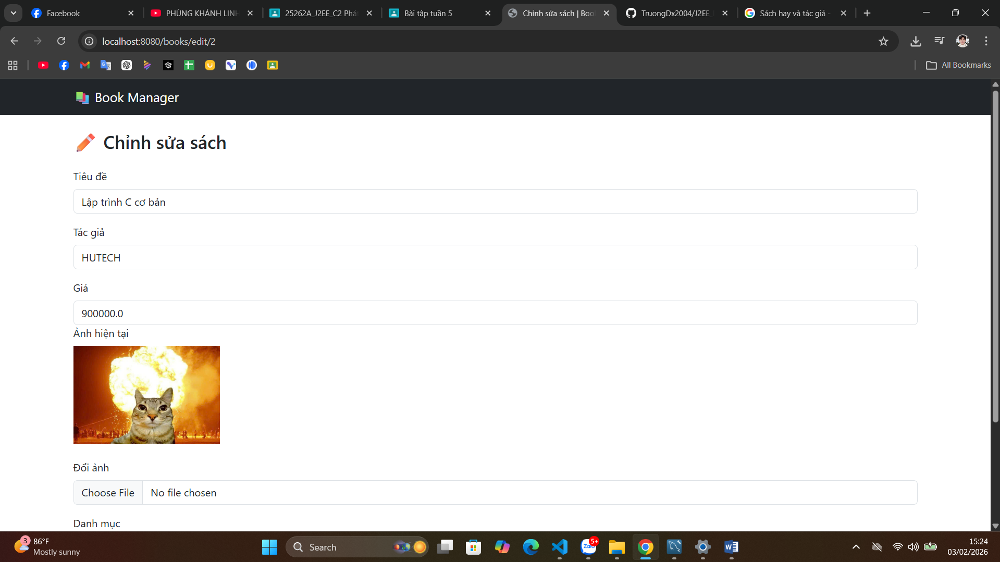 Facebook
PHÙNG KHÁNH LINH
25262A_J2EE_C2 Phá
Bài tập tuần 5
Chỉnh sửa sách | Boo
TruongDx2004/J2EE_
Sách hay và tác giả -
localhost:8080/books/edit/2
All Bookmarks
Book Manager
Chỉnh sửa sách
Tiêu đề
Lập trình C cơ bản
Tác giả
HUTECH
Giá
900000.0
Ảnh hiện tại
Đổi ảnh
Choose File No file chosen
Danh mục
3
86°F
Mostly sunny
Search
Zalo
5+
15:24
03/02/2026